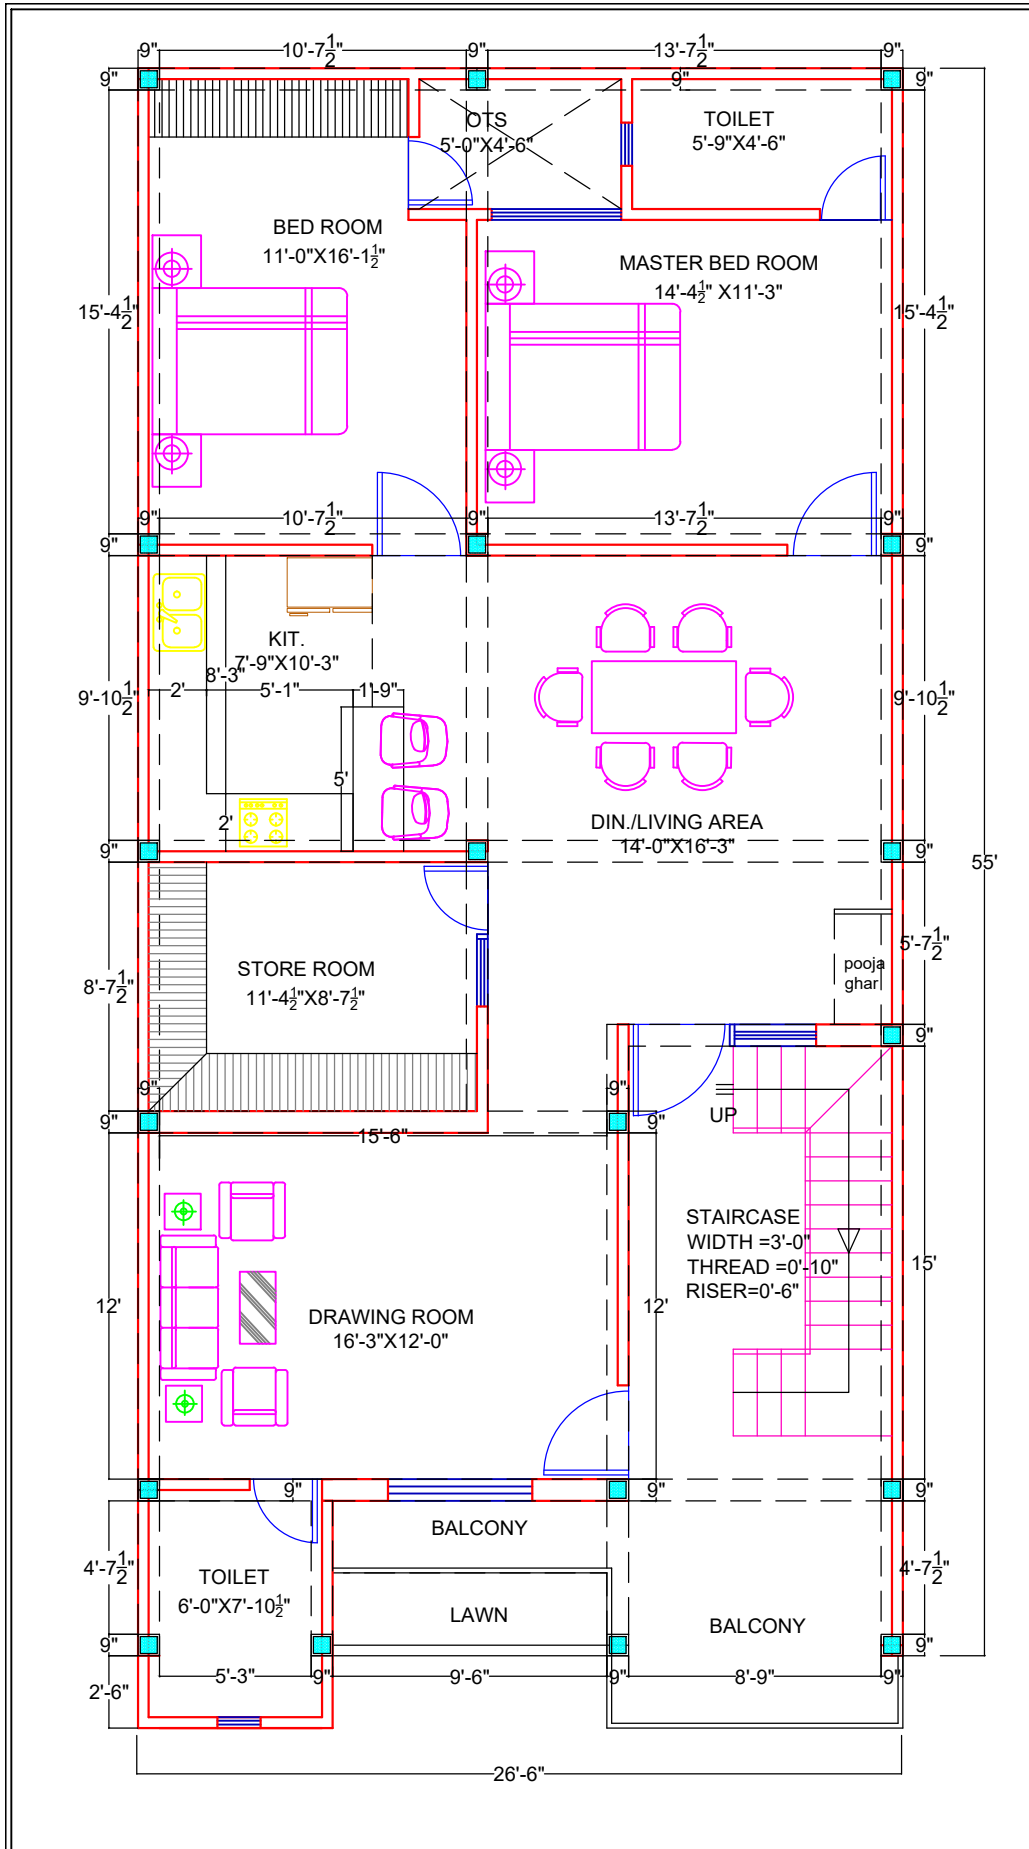 9" 10'-7½" 9" 13'-7½" 9"
9" 9" 9"
OTS
5'-0"X4'-6"
TOILET
5'-9"X4'-6"
BED ROOM
11'-0"X16'-1½"
MASTER BED ROOM
14'-4½" X11'-3"
15'-4½" 15'-4½"
9" 10'-7½" 9" 13'-7½" 9"
9" 9"
KIT.
7'-9"X10'-3"
8'-3"
2' 5'-1" 1'-9"
9'-10½" 9'-10½"
5'
2'
DIN./LIVING AREA
14'-0"X16'-3"
9" 9"
55'
5'-7½"
pooja
ghar
STORE ROOM
11'-4½"X8'-7½"
8'-7½"
9"
9" 9"
UP
9" 9"
15'-6"
STAIRCASE
WIDTH =3'-0"
THREAD =0'-10"
RISER=0'-6"
15'
12' 12'
DRAWING ROOM
16'-3"X12'-0"
9" 9" 9" 9"
BALCONY
4'-7½" 4'-7½"
TOILET
6'-0"X7'-10½"
LAWN
BALCONY
9" 9"
5'-3" 9" 9'-6" 9" 8'-9" 9"
2'-6"
26'-6"